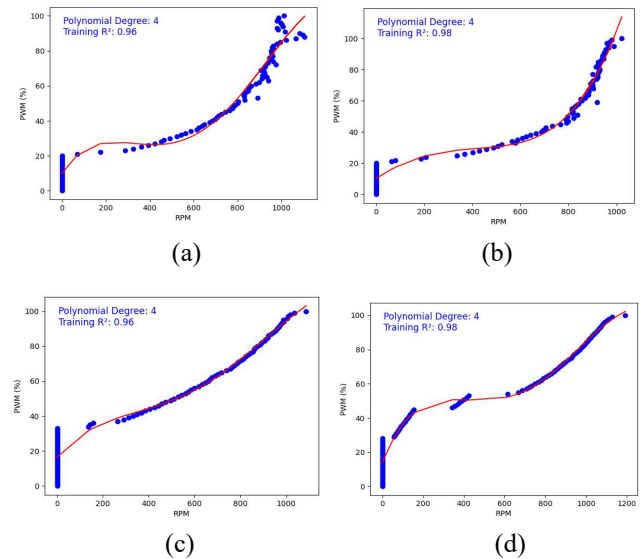 Polynomial Degree: 4
Training R²: 0.96
100
80
60
40
20
0
PWM (%)
0 200 400 600 800 1000
RPM
(a)
Polynomial Degree: 4
Training R²: 0.98
100
80
60
40
20
0
PWM (%)
0 200 400 600 800 1000
RPM
(b)
Polynomial Degree: 4
Training R²: 0.96
100
80
60
40
20
0
PWM (%)
0 200 400 600 800 1000
RPM
(c)
Polynomial Degree: 4
Training R²: 0.98
100
80
60
40
20
0
PWM (%)
0 200 400 600 800 1000 1200
RPM
(d)